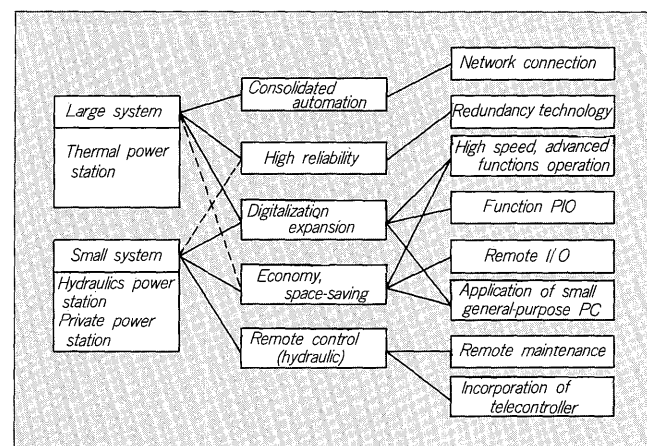 Large system
Thermal power
station
Small system
Hydraulics power
station
Private power
station
Consolidated
automation
High reliability
Digitalization
expansion
Economy,
space-saving
Remote control
(hydraulic)
Network connection
Redundancy technology
High speed, advanced
functions operation
Function PIO
Remote I/O
Application of small
general-purpose PC
Remote maintenance
Incorporation of
telecontroller